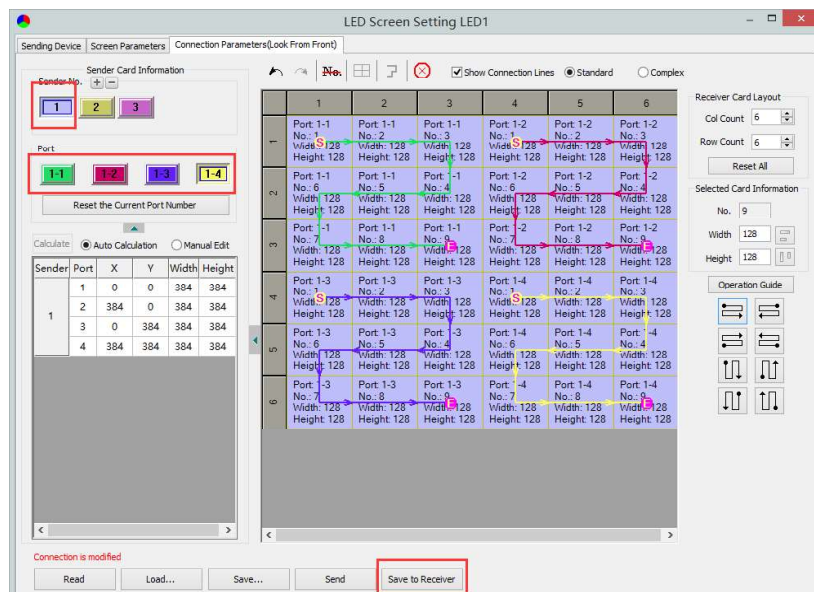 LED Screen Setting LED1
Sending Device Screen Parameters Connection Parameters(Look From Front)
Sender Card Information
Sender No. + −
1 2 3
Port
1-1 1-2 1-3 1-4
Reset the Current Port Number
Calculate Auto Calculation Manual Edit
Sender Port X Y Width Height
1 0 0 384 384
1
2 384 0 384 384
3 0 384 384 384
4 384 384 384 384
No. Show Connection Lines Standard Complex
1 2 3 4 5 6
1
Port: 1-1 Port: 1-1 Port: 1-1 Port: 1-2 Port: 1-2 Port: 1-2
No.: 1 No.: 2 No.: 3 No.: 1 No.: 2 No.: 3
S S
Width: 128 Width: 128 Width: 128 Width: 128 Width: 128 Width: 128
Height: 128 Height: 128 Height: 128 Height: 128 Height: 128 Height: 128
2
Port: 1-1 Port: 1-1 Port: 1-1 Port: 1-2 Port: 1-2 Port: 1-2
No.: 6 No.: 5 No.: 4 No.: 6 No.: 5 No.: 4
Width: 128 Width: 128 Width: 128 Width: 128 Width: 128 Width: 128
Height: 128 Height: 128 Height: 128 Height: 128 Height: 128 Height: 128
3
Port: 1-1 Port: 1-1 Port: 1-1 Port: 1-2 Port: 1-2 Port: 1-2
No.: 7 No.: 8 No.: 9 No.: 7 No.: 8 No.: 9
E E
Width: 128 Width: 128 Width: 128 Width: 128 Width: 128 Width: 128
Height: 128 Height: 128 Height: 128 Height: 128 Height: 128 Height: 128
4
Port: 1-3 Port: 1-3 Port: 1-3 Port: 1-4 Port: 1-4 Port: 1-4
No.: 1 No.: 2 No.: 3 No.: 1 No.: 2 No.: 3
S S
Width: 128 Width: 128 Width: 128 Width: 128 Width: 128 Width: 128
Height: 128 Height: 128 Height: 128 Height: 128 Height: 128 Height: 128
5
Port: 1-3 Port: 1-3 Port: 1-3 Port: 1-4 Port: 1-4 Port: 1-4
No.: 6 No.: 5 No.: 4 No.: 6 No.: 5 No.: 4
Width: 128 Width: 128 Width: 128 Width: 128 Width: 128 Width: 128
Height: 128 Height: 128 Height: 128 Height: 128 Height: 128 Height: 128
6
Port: 1-3 Port: 1-3 Port: 1-3 Port: 1-4 Port: 1-4 Port: 1-4
No.: 7 No.: 8 No.: 9 No.: 7 No.: 8 No.: 9
E E
Width: 128 Width: 128 Width: 128 Width: 128 Width: 128 Width: 128
Height: 128 Height: 128 Height: 128 Height: 128 Height: 128 Height: 128
Receiver Card Layout
Col Count 6
Row Count 6
Reset All
Selected Card Information
No. 9
Width 128
Height 128
Operation Guide
Connection is modified
Read Load... Save... Send Save to Receiver